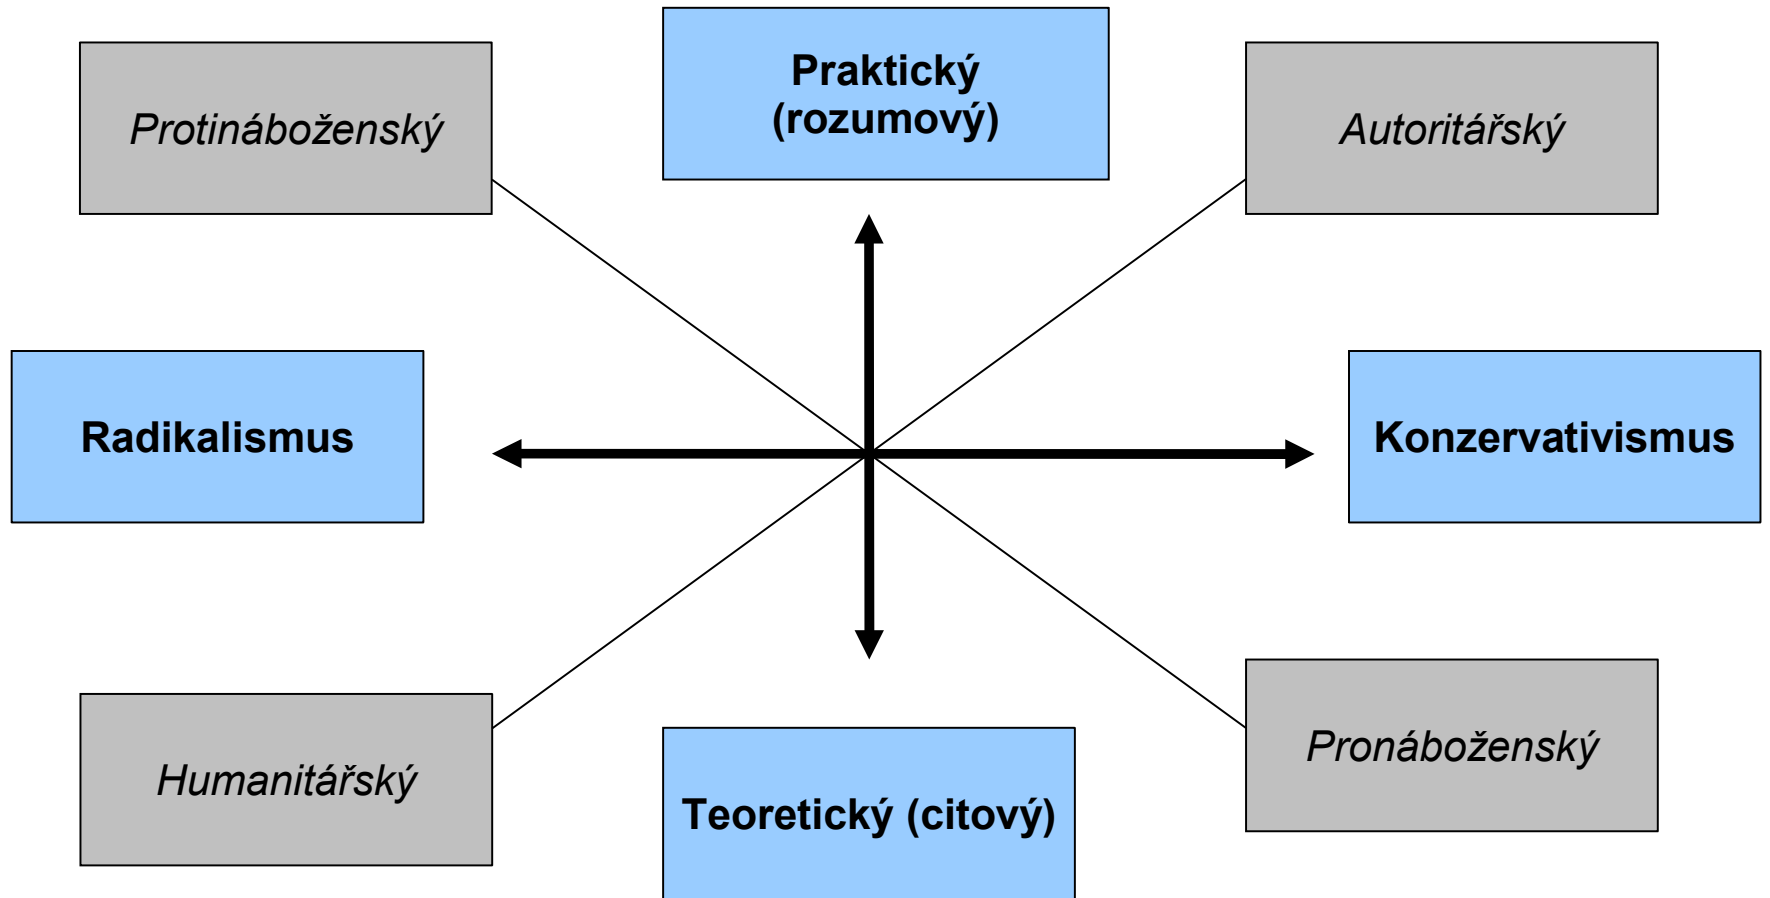 Praktický
(rozumový)
Protináboženský
Autoritářský
Radikalismus
Konzervativismus
Humanitářský
Pronáboženský
Teoretický (citový)